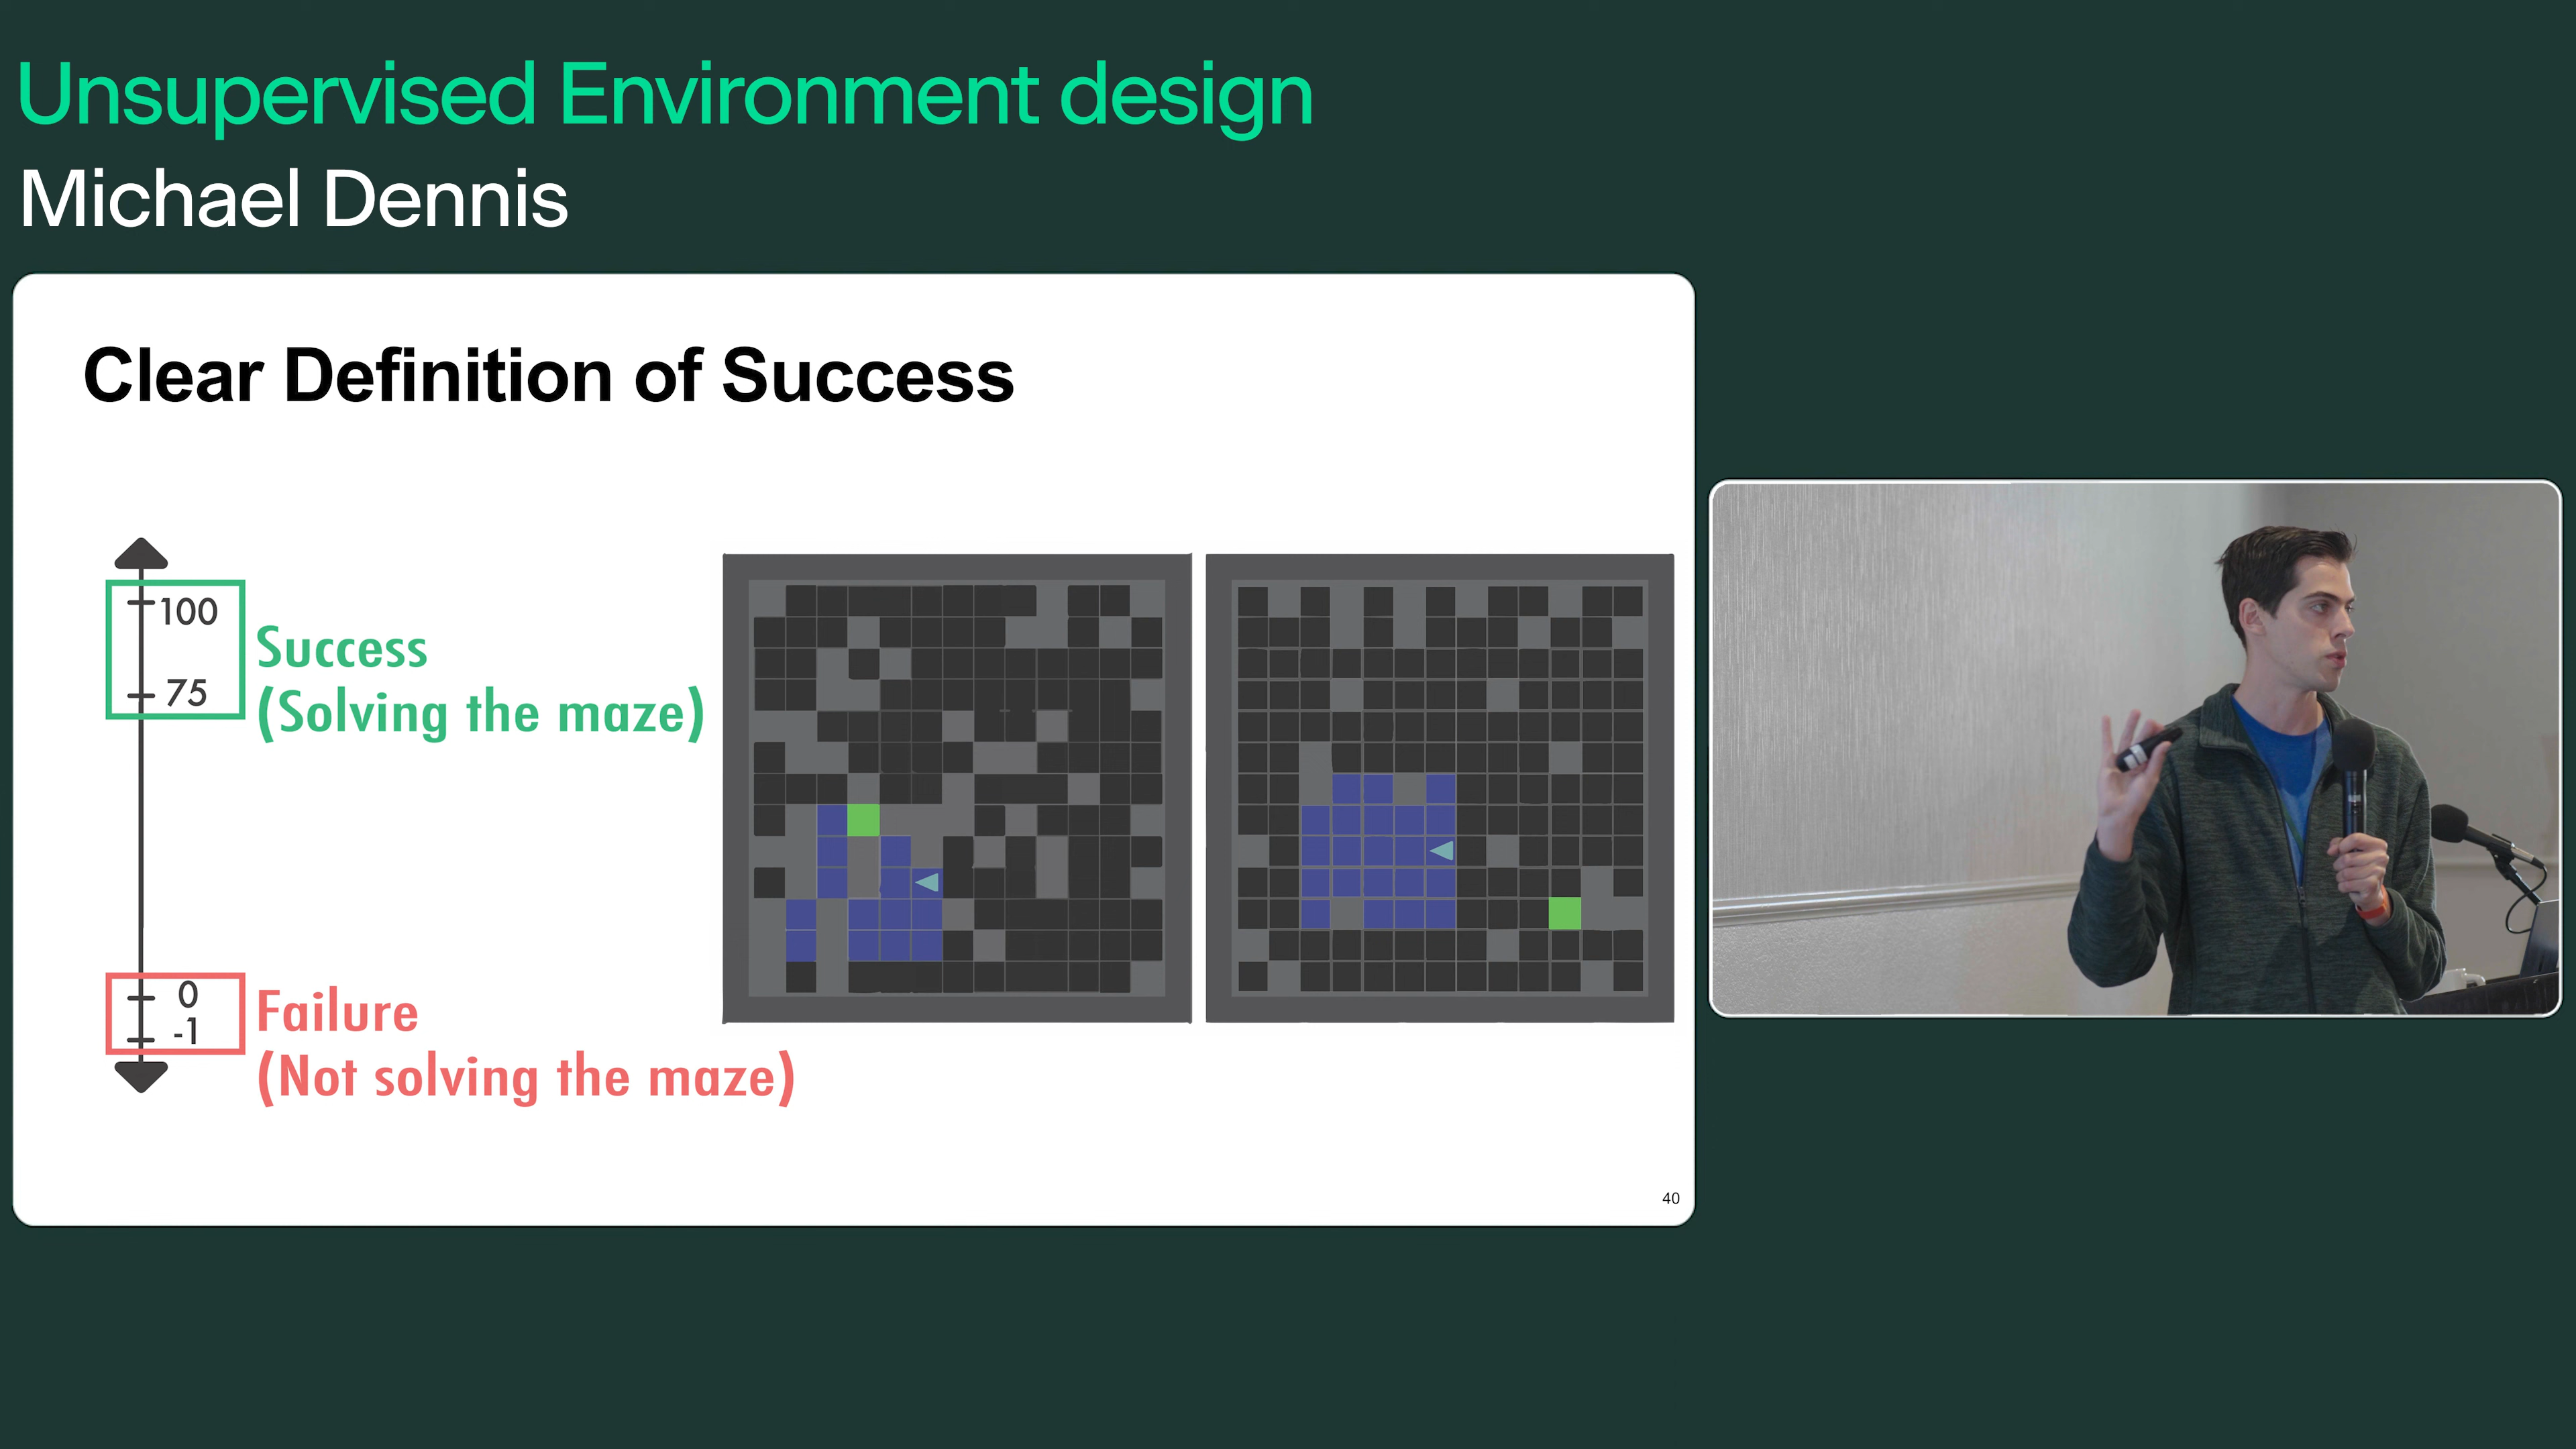 Unsupervised Environment design
Michael Dennis
Clear Definition of Success
100
75
Success
(Solving the maze)
0
-1
Failure
(Not solving the maze)
40